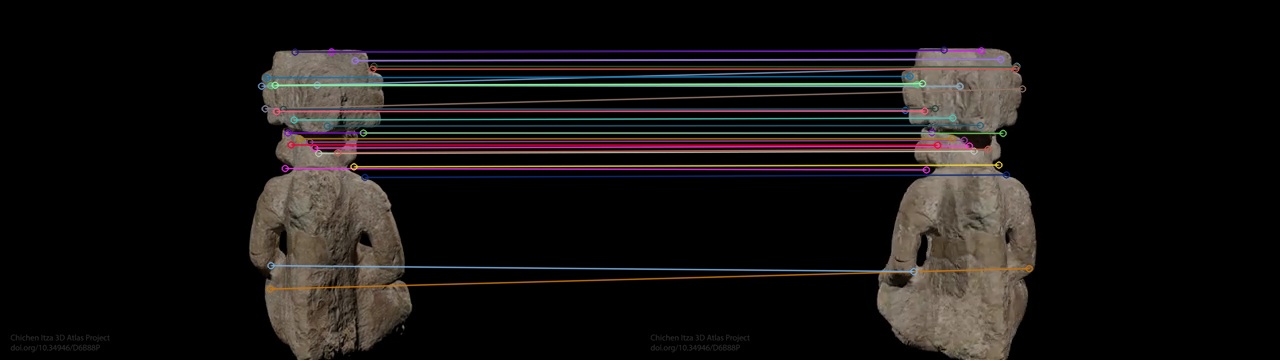 Chichen Itza 3D Atlas Project
doi.org/10.34946/D6B88P
Chichen Itza 3D Atlas Project
doi.org/10.34946/D6B88P